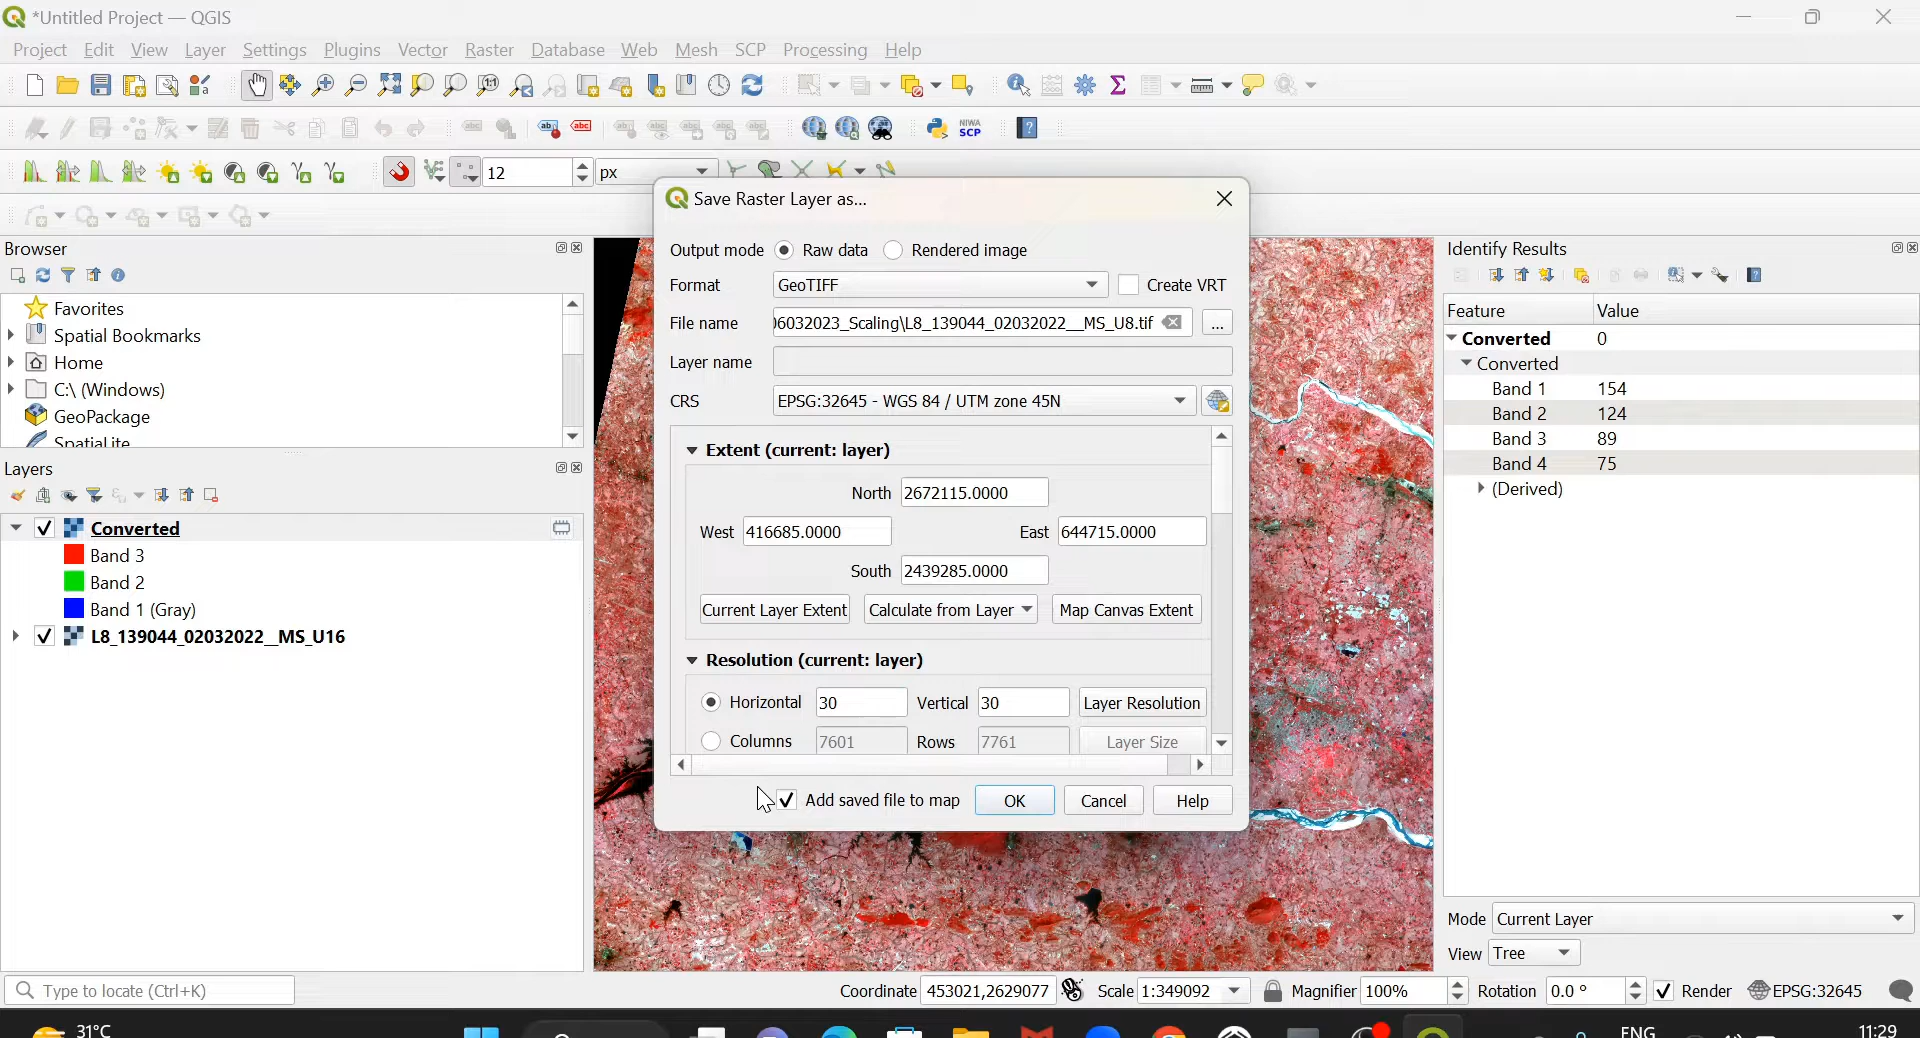 *Untitled Project — QGIS
Project Edit View Layer Settings Plugins Vector Raster Database Web Mesh SCP Processing Help
12 px
Save Raster Layer as...
Output mode Raw data Rendered image
Format GeoTIFF Create VRT
File name 06032023_Scaling\L8_139044_02032022__MS_U8.tif ...
Layer name
CRS EPSG:32645 - WGS 84 / UTM zone 45N
Extent (current: layer)
North 2672115.0000
West 416685.0000 East 644715.0000
South 2439285.0000
Current Layer Extent Calculate from Layer Map Canvas Extent
Resolution (current: layer)
Horizontal 30 Vertical 30 Layer Resolution
Columns 7601 Rows 7761 Layer Size
Add saved file to map OK Cancel Help
Browser
Favorites
Spatial Bookmarks
Home
C:\ (Windows)
GeoPackage
SpatiaLite
Layers
Converted
Band 3
Band 2
Band 1 (Gray)
L8_139044_02032022__MS_U16
Identify Results
Feature Value
Converted 0
Converted
Band 1 154
Band 2 124
Band 3 89
Band 4 75
(Derived)
Mode Current Layer
View Tree
Type to locate (Ctrl+K)
Coordinate 453021,2629077 Scale 1:349092 Magnifier 100% Rotation 0.0 ° Render EPSG:32645
31°C ENG 11:29